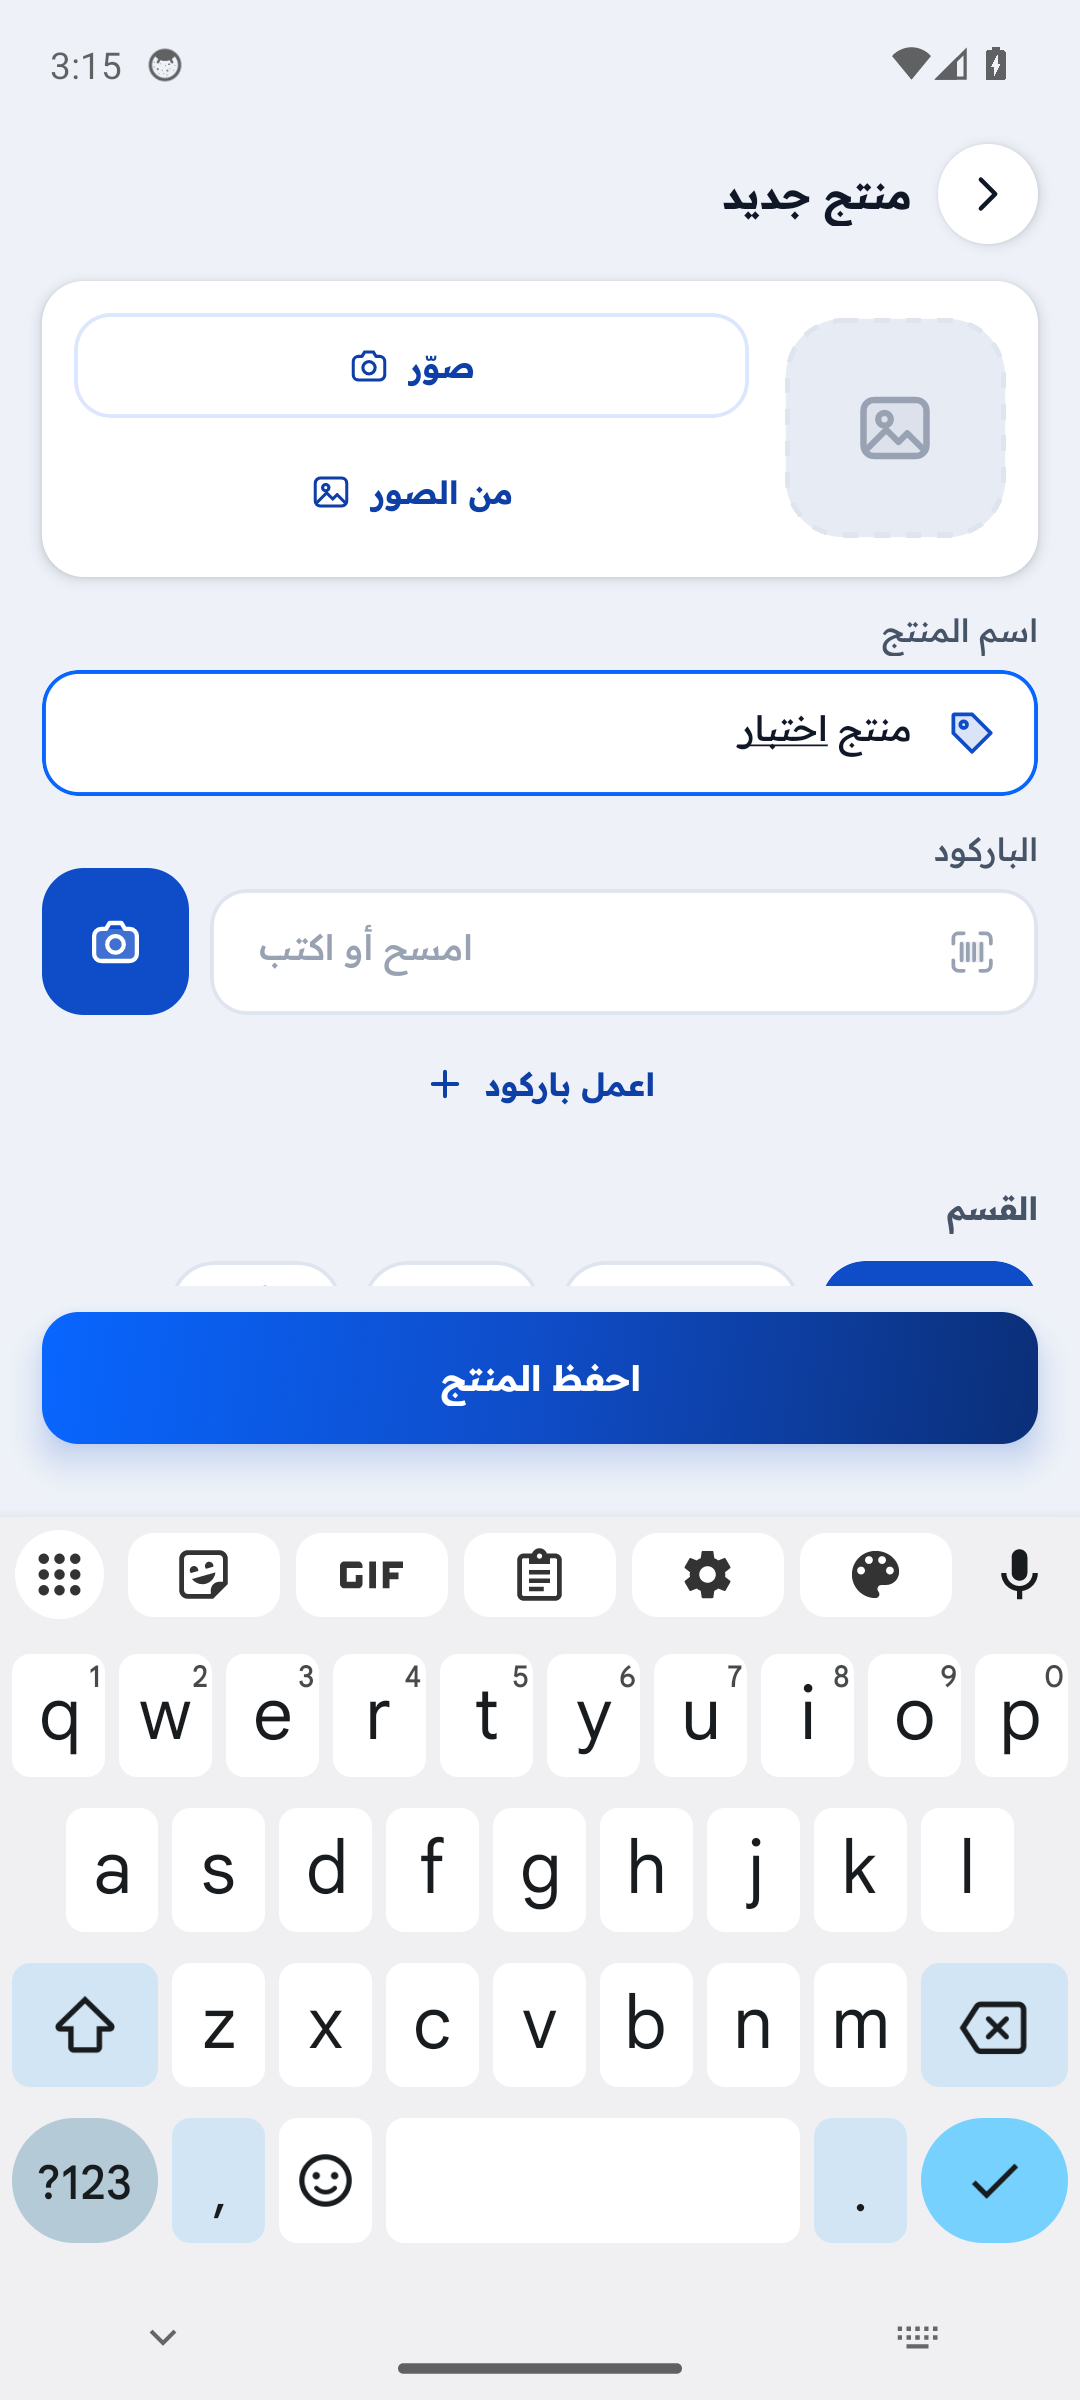 3:15
منتج جديد
صوّر
من الصور
اسم المنتج
منتج اختبار
الباركود
امسح أو اكتب
اعمل باركود
القسم
احفظ المنتج
GIF
q 1 w 2 e 3 r 4 t 5 y 6 u 7 i 8 o 9 p 0
a s d f g h j k l
z x c v b n m
?123 , .